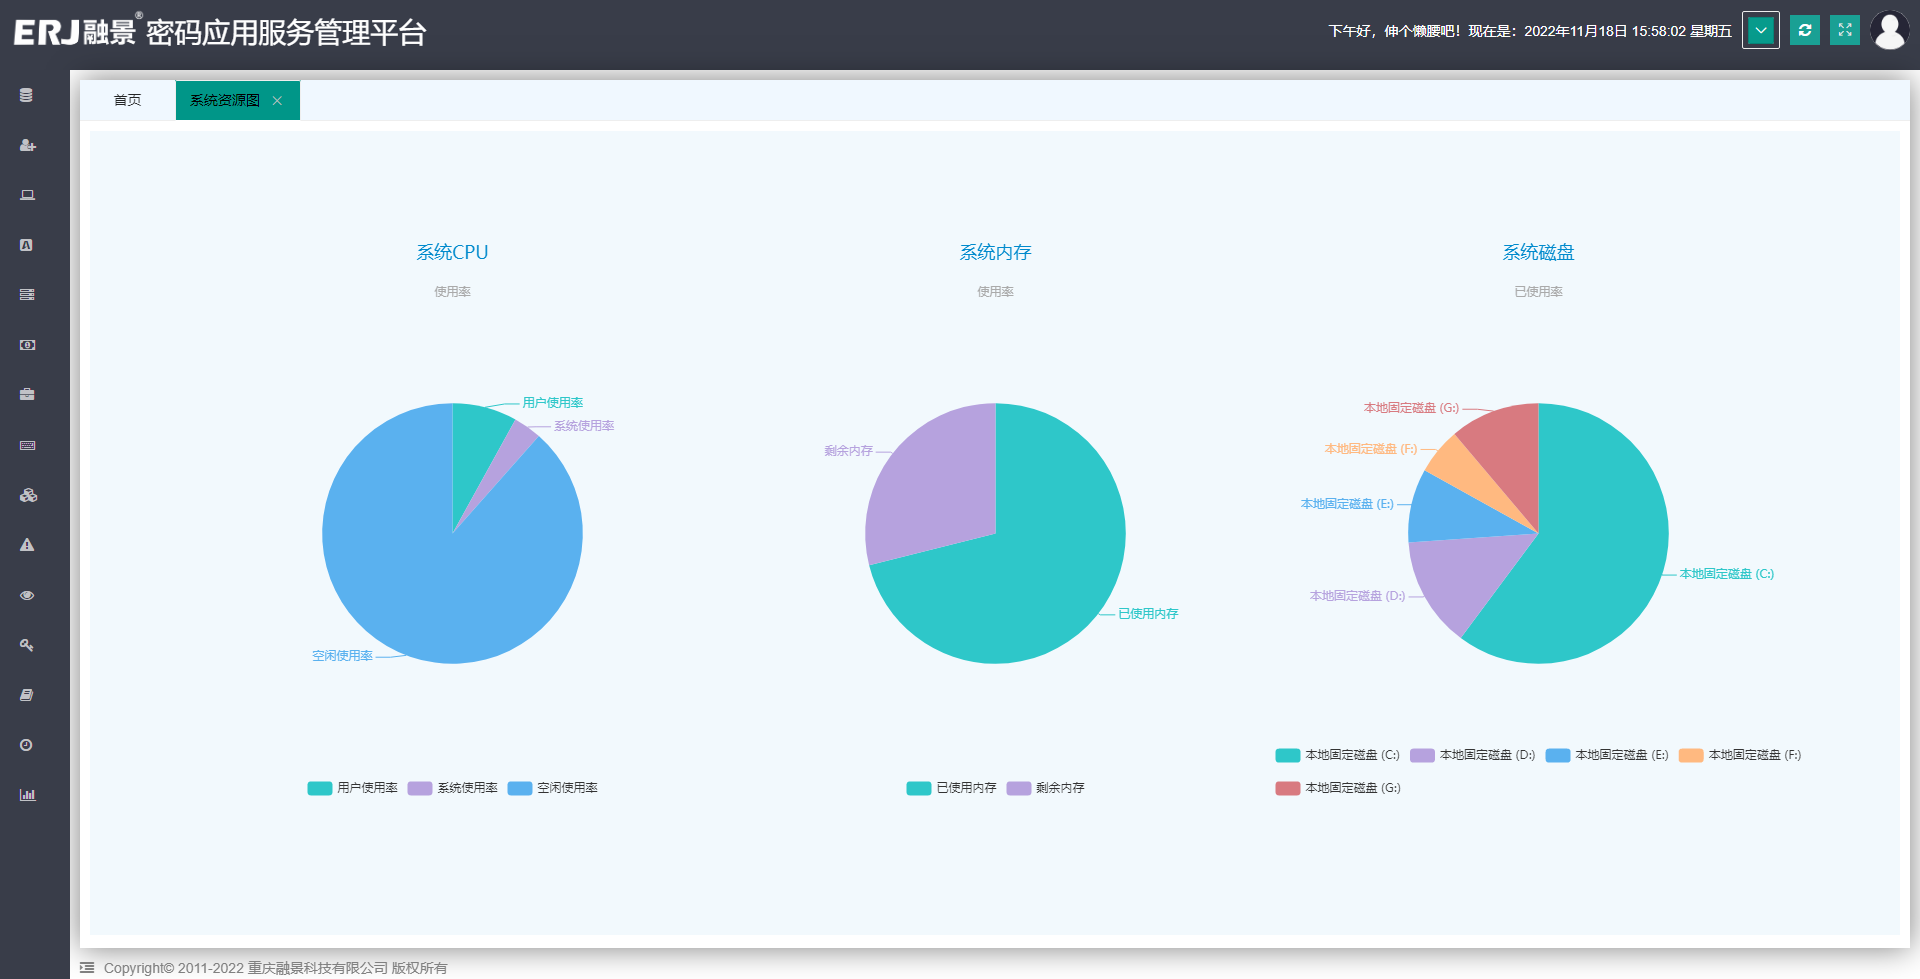 ERJ融景® 密码应用服务管理平台
下午好，伸个懒腰吧！现在是：2022年11月18日 15:58:02 星期五
首页 系统资源图
系统CPU
使用率
用户使用率
系统使用率
空闲使用率
用户使用率 系统使用率 空闲使用率
系统内存
使用率
剩余内存
已使用内存
已使用内存 剩余内存
系统磁盘
已使用率
本地固定磁盘 (G:)
本地固定磁盘 (F:)
本地固定磁盘 (E:)
本地固定磁盘 (C:)
本地固定磁盘 (D:)
本地固定磁盘 (C:) 本地固定磁盘 (D:) 本地固定磁盘 (E:) 本地固定磁盘 (F:)
本地固定磁盘 (G:)
Copyright© 2011-2022 重庆融景科技有限公司 版权所有